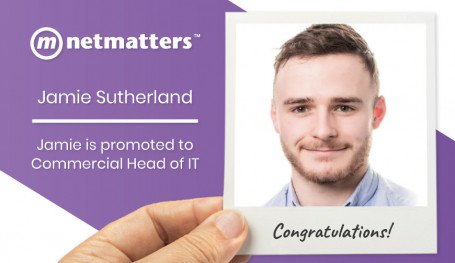 m netmatters™
Jamie Sutherland
Jamie is promoted to
Commercial Head of IT
Congratulations!